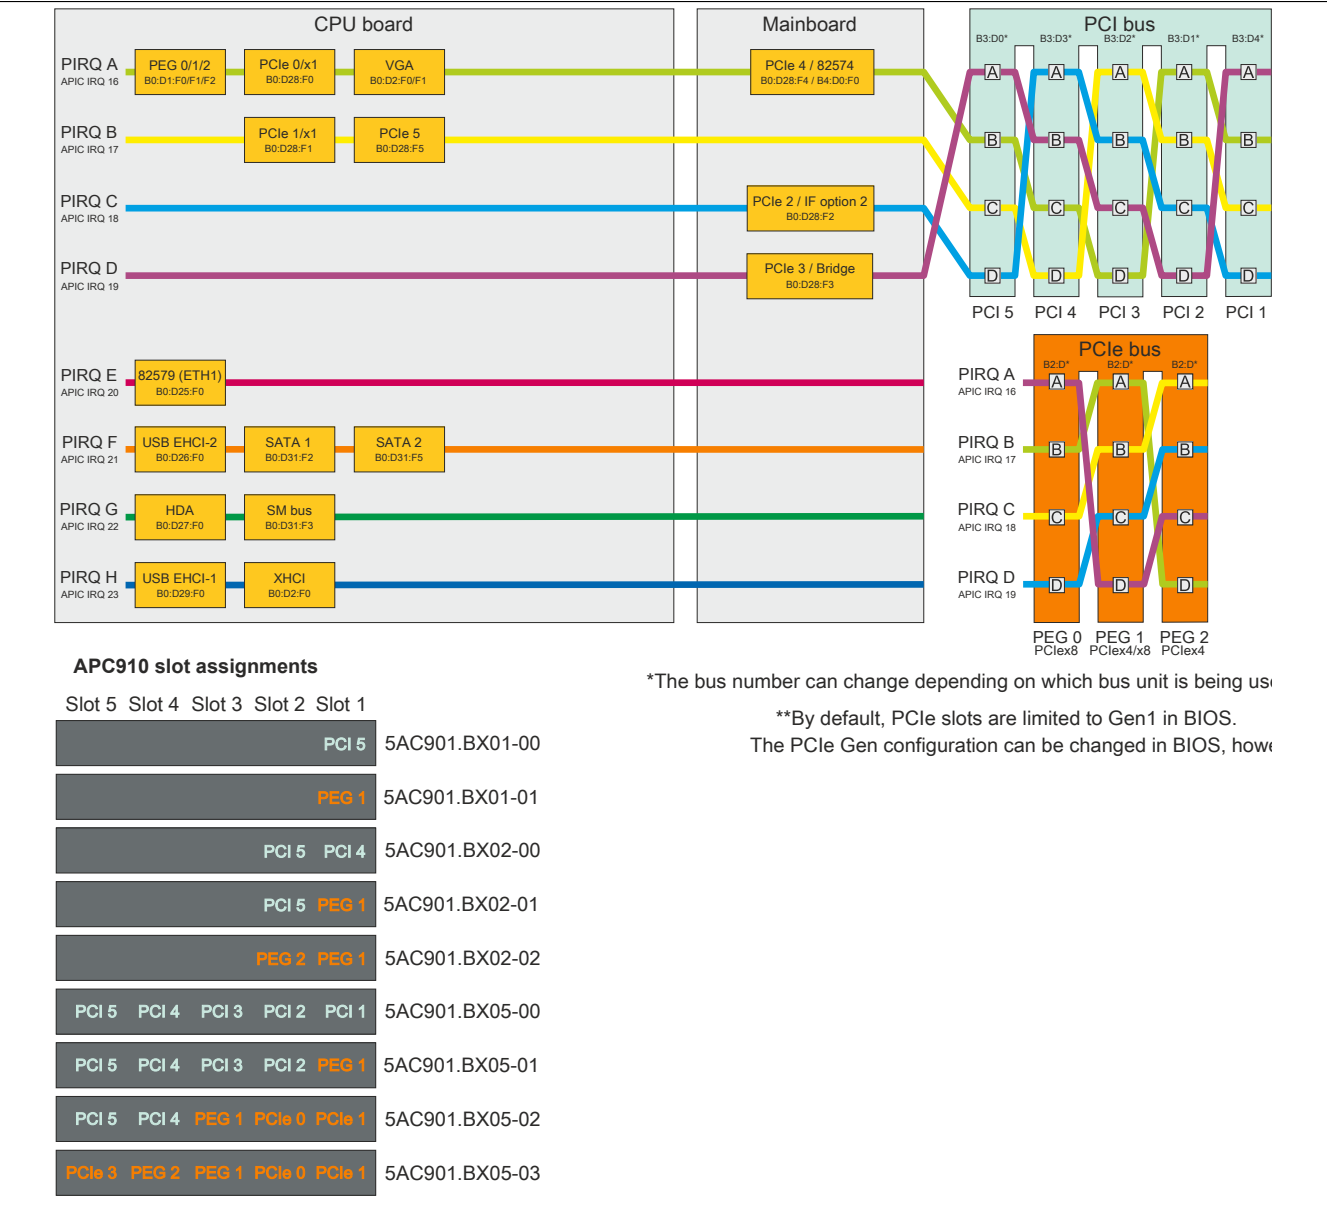 CPU board
Mainboard
PCI bus
B3:D0* B3:D3* B3:D2* B3:D1* B3:D4*
PIRQ A
APIC IRQ 16
PEG 0/1/2
B0:D1:F0/F1/F2
PCIe 0/x1
B0:D28:F0
VGA
B0:D2:F0/F1
PCIe 4 / 82574
B0:D28:F4 / B4:D0:F0
A A A A A
PIRQ B
APIC IRQ 17
PCIe 1/x1
B0:D28:F1
PCIe 5
B0:D28:F5
B B B B B
PIRQ C
APIC IRQ 18
PCIe 2 / IF option 2
B0:D28:F2
C C C C C
PIRQ D
APIC IRQ 19
PCIe 3 / Bridge
B0:D28:F3
D D D D D
PCI 5 PCI 4 PCI 3 PCI 2 PCI 1
PIRQ E
APIC IRQ 20
82579 (ETH1)
B0:D25:F0
PIRQ F
APIC IRQ 21
USB EHCI-2
B0:D26:F0
SATA 1
B0:D31:F2
SATA 2
B0:D31:F5
PIRQ G
APIC IRQ 22
HDA
B0:D27:F0
SM bus
B0:D31:F3
PIRQ H
APIC IRQ 23
USB EHCI-1
B0:D29:F0
XHCI
B0:D2:F0
PCIe bus
B2:D* B2:D* B2:D*
PIRQ A
APIC IRQ 16
A A A
PIRQ B
APIC IRQ 17
B B B
PIRQ C
APIC IRQ 18
C C C
PIRQ D
APIC IRQ 19
D D D
PEG 0 PEG 1 PEG 2
PCIex8 PCIex4/x8 PCIex4
APC910 slot assignments
Slot 5 Slot 4 Slot 3 Slot 2 Slot 1
PCI 5 5AC901.BX01-00
PEG 1 5AC901.BX01-01
PCI 5 PCI 4 5AC901.BX02-00
PCI 5 PEG 1 5AC901.BX02-01
PEG 2 PEG 1 5AC901.BX02-02
PCI 5 PCI 4 PCI 3 PCI 2 PCI 1 5AC901.BX05-00
PCI 5 PCI 4 PCI 3 PCI 2 PEG 1 5AC901.BX05-01
PCI 5 PCI 4 PEG 1 PCIe 0 PCIe 1 5AC901.BX05-02
PCIe 3 PEG 2 PEG 1 PCIe 0 PCIe 1 5AC901.BX05-03
*The bus number can change depending on which bus unit is being
**By default, PCIe slots are limited to Gen1 in BIOS.
The PCIe Gen configuration can be changed in BIOS,